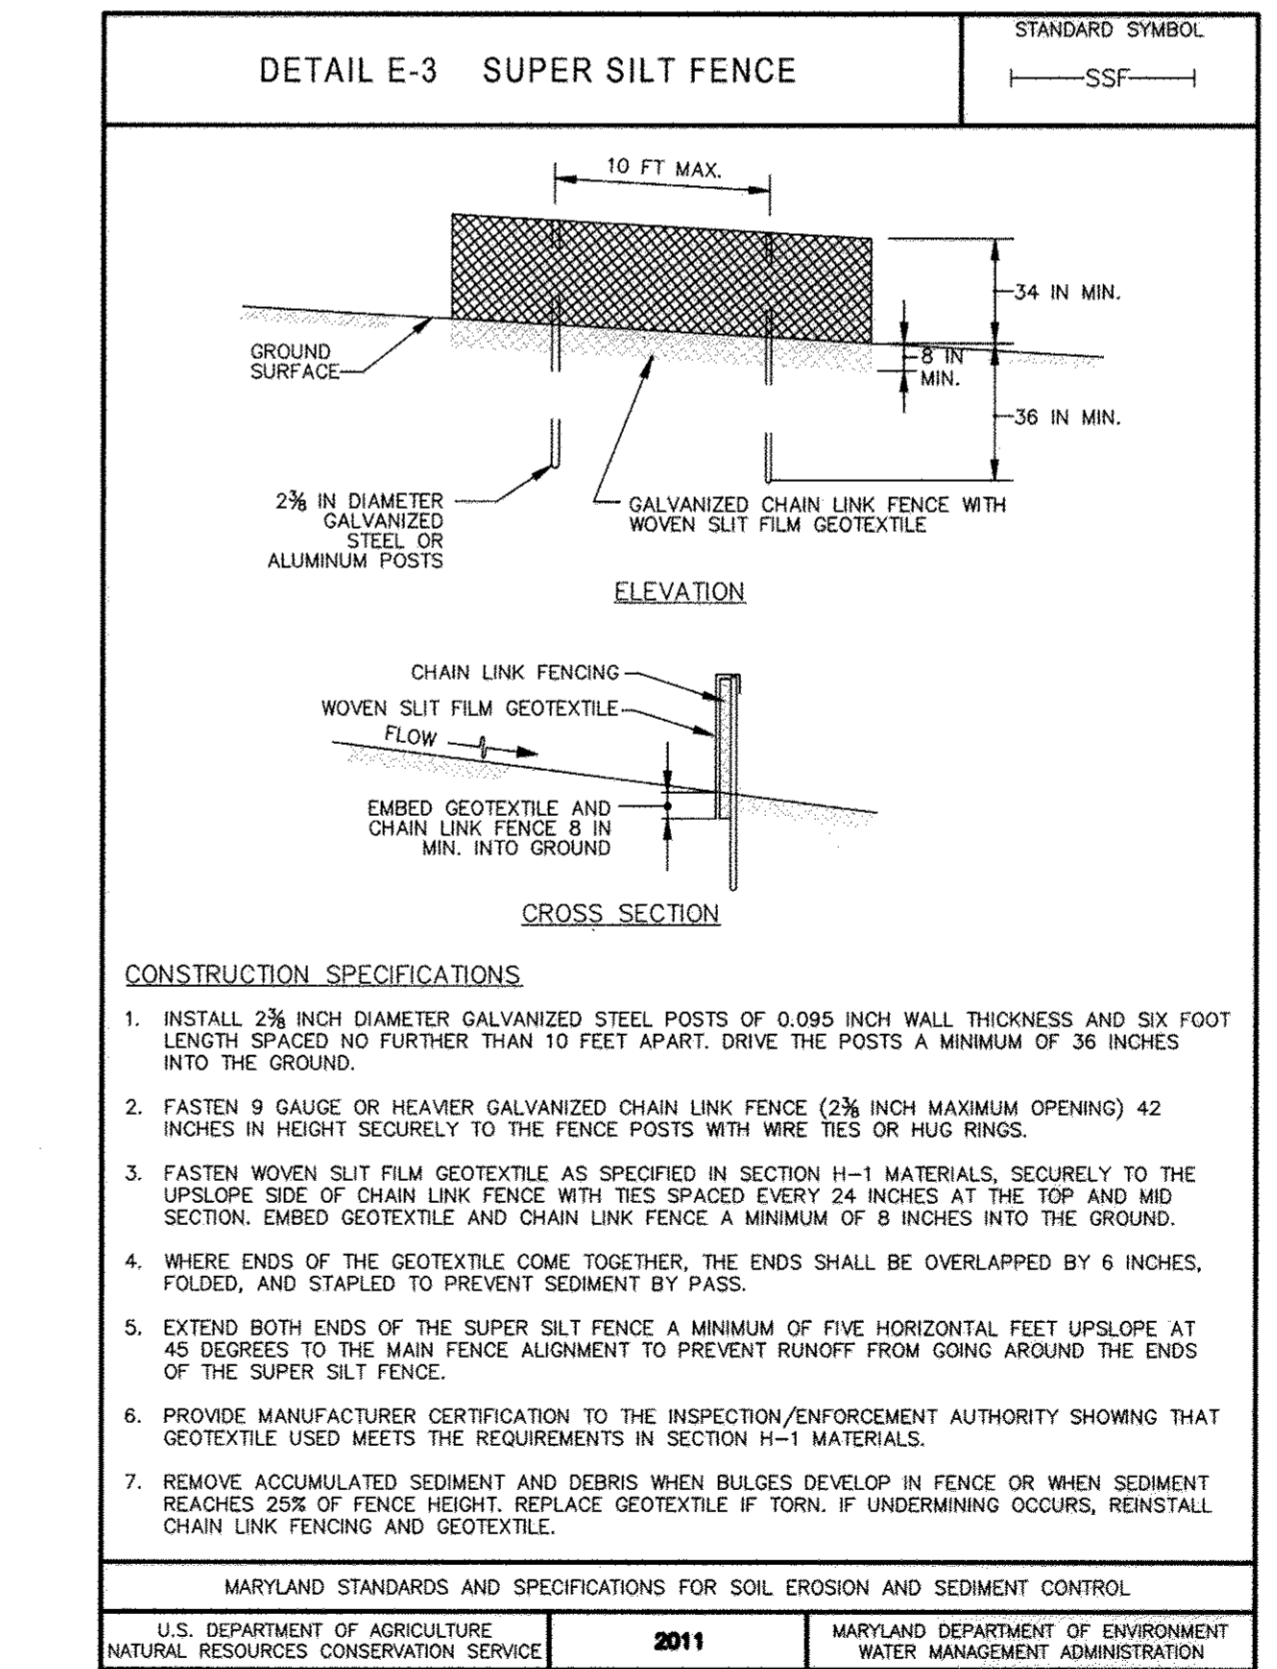 DETAIL E-3 SUPER SILT FENCE
STANDARD SYMBOL
SSF
10 FT MAX.
34 IN MIN.
GROUND
SURFACE
8 IN
MIN.
36 IN MIN.
2⅜ IN DIAMETER
GALVANIZED
STEEL OR
ALUMINUM POSTS
GALVANIZED CHAIN LINK FENCE WITH
WOVEN SLIT FILM GEOTEXTILE
ELEVATION
CHAIN LINK FENCING
WOVEN SLIT FILM GEOTEXTILE
FLOW
EMBED GEOTEXTILE AND
CHAIN LINK FENCE 8 IN
MIN. INTO GROUND
CROSS SECTION
CONSTRUCTION SPECIFICATIONS
1. INSTALL 2⅜ INCH DIAMETER GALVANIZED STEEL POSTS OF 0.095 INCH WALL THICKNESS AND SIX FOOT
LENGTH SPACED NO FURTHER THAN 10 FEET APART. DRIVE THE POSTS A MINIMUM OF 36 INCHES
INTO THE GROUND.
2. FASTEN 9 GAUGE OR HEAVIER GALVANIZED CHAIN LINK FENCE (2⅜ INCH MAXIMUM OPENING) 42
INCHES IN HEIGHT SECURELY TO THE FENCE POSTS WITH WIRE TIES OR HUG RINGS.
3. FASTEN WOVEN SLIT FILM GEOTEXTILE AS SPECIFIED IN SECTION H-1 MATERIALS, SECURELY TO THE
UPSLOPE SIDE OF CHAIN LINK FENCE WITH TIES SPACED EVERY 24 INCHES AT THE TOP AND MID
SECTION. EMBED GEOTEXTILE AND CHAIN LINK FENCE A MINIMUM OF 8 INCHES INTO THE GROUND.
4. WHERE ENDS OF THE GEOTEXTILE COME TOGETHER, THE ENDS SHALL BE OVERLAPPED BY 6 INCHES,
FOLDED, AND STAPLED TO PREVENT SEDIMENT BY PASS.
5. EXTEND BOTH ENDS OF THE SUPER SILT FENCE A MINIMUM OF FIVE HORIZONTAL FEET UPSLOPE AT
45 DEGREES TO THE MAIN FENCE ALIGNMENT TO PREVENT RUNOFF FROM GOING AROUND THE ENDS
OF THE SUPER SILT FENCE.
6. PROVIDE MANUFACTURER CERTIFICATION TO THE INSPECTION/ENFORCEMENT AUTHORITY SHOWING THAT
GEOTEXTILE USED MEETS THE REQUIREMENTS IN SECTION H-1 MATERIALS.
7. REMOVE ACCUMULATED SEDIMENT AND DEBRIS WHEN BULGES DEVELOP IN FENCE OR WHEN SEDIMENT
REACHES 25% OF FENCE HEIGHT. REPLACE GEOTEXTILE IF TORN. IF UNDERMINING OCCURS, REINSTALL
CHAIN LINK FENCING AND GEOTEXTILE.
MARYLAND STANDARDS AND SPECIFICATIONS FOR SOIL EROSION AND SEDIMENT CONTROL
U.S. DEPARTMENT OF AGRICULTURE
NATURAL RESOURCES CONSERVATION SERVICE
2011
MARYLAND DEPARTMENT OF ENVIRONMENT
WATER MANAGEMENT ADMINISTRATION